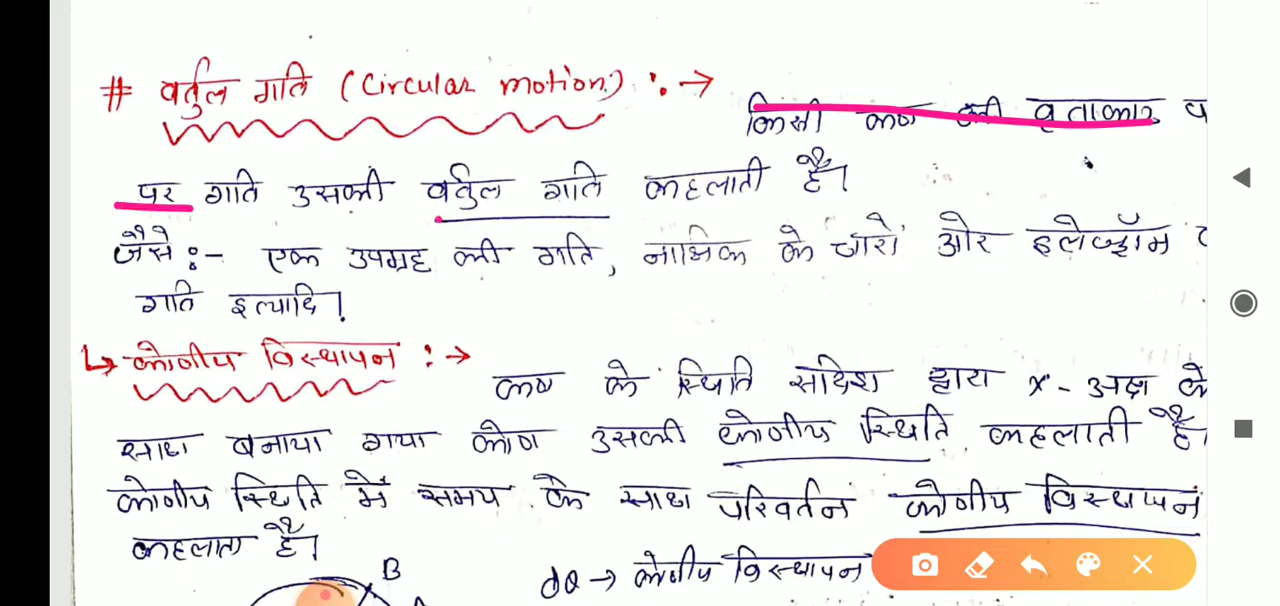 # वर्तुल गति (Circular motion) :. →
किसी कण की वृताकार प
पर गति उसकी वर्तुल गति कहलाती है।
जैसे :- एक उपग्रह की गति, नाभिक के चारों ओर इलेक्ट्रॉन
गति इत्यादि।
↳ कोणीय विस्थापन : →
कण के स्थिति सदिश द्वारा x - अक्ष के
साथ बनाया गया कोण उसकी कोणीय स्थिति कहलाती है।
कोणीय स्थिति में समय के साथ परिवर्तन कोणीय विस्थापन
कहलाता है।
B
dθ → कोणीय विस्थापन